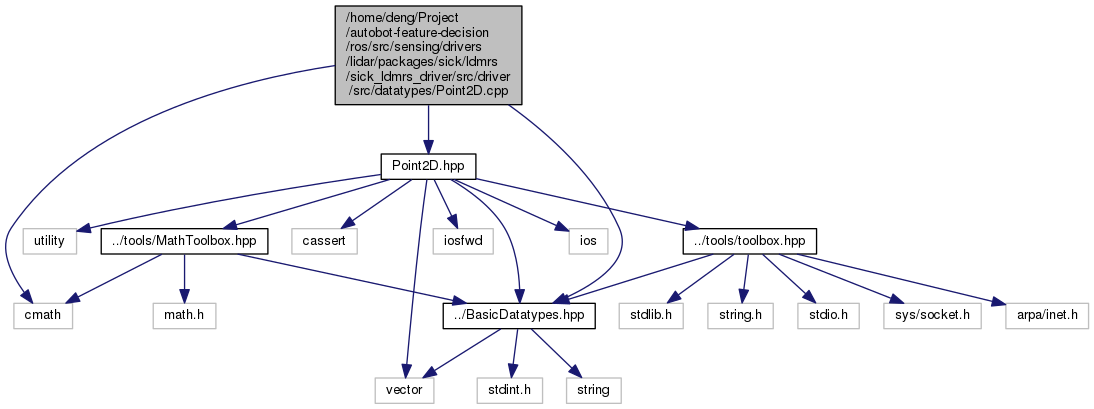 /home/deng/Project
/autobot-feature-decision
/ros/src/sensing/drivers
/lidar/packages/sick/ldmrs
/sick_ldmrs_driver/src/driver
/src/datatypes/Point2D.cpp
Point2D.hpp
utility
../tools/MathToolbox.hpp
cassert
iosfwd
ios
../tools/toolbox.hpp
cmath
math.h
../BasicDatatypes.hpp
stdlib.h
string.h
stdio.h
sys/socket.h
arpa/inet.h
vector
stdint.h
string